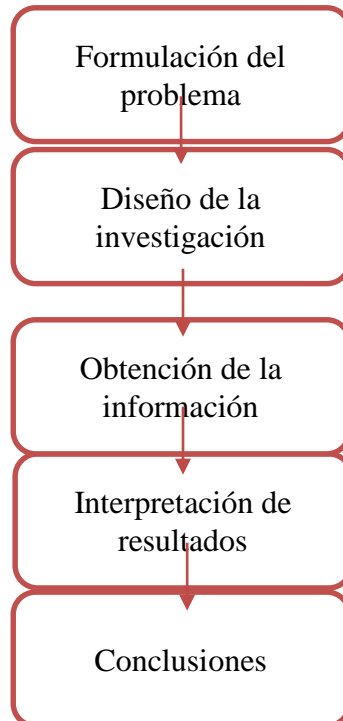 Formulación del
problema
Diseño de la
investigación
Obtención de la
información
Interpretación de
resultados
Conclusiones